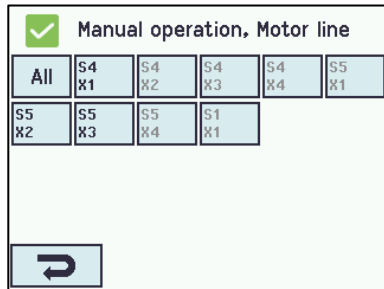 Manual operation, Motor line
All
S4
X1
S4
X2
S4
X3
S4
X4
S5
X1
S5
X2
S5
X3
S5
X4
S1
X1